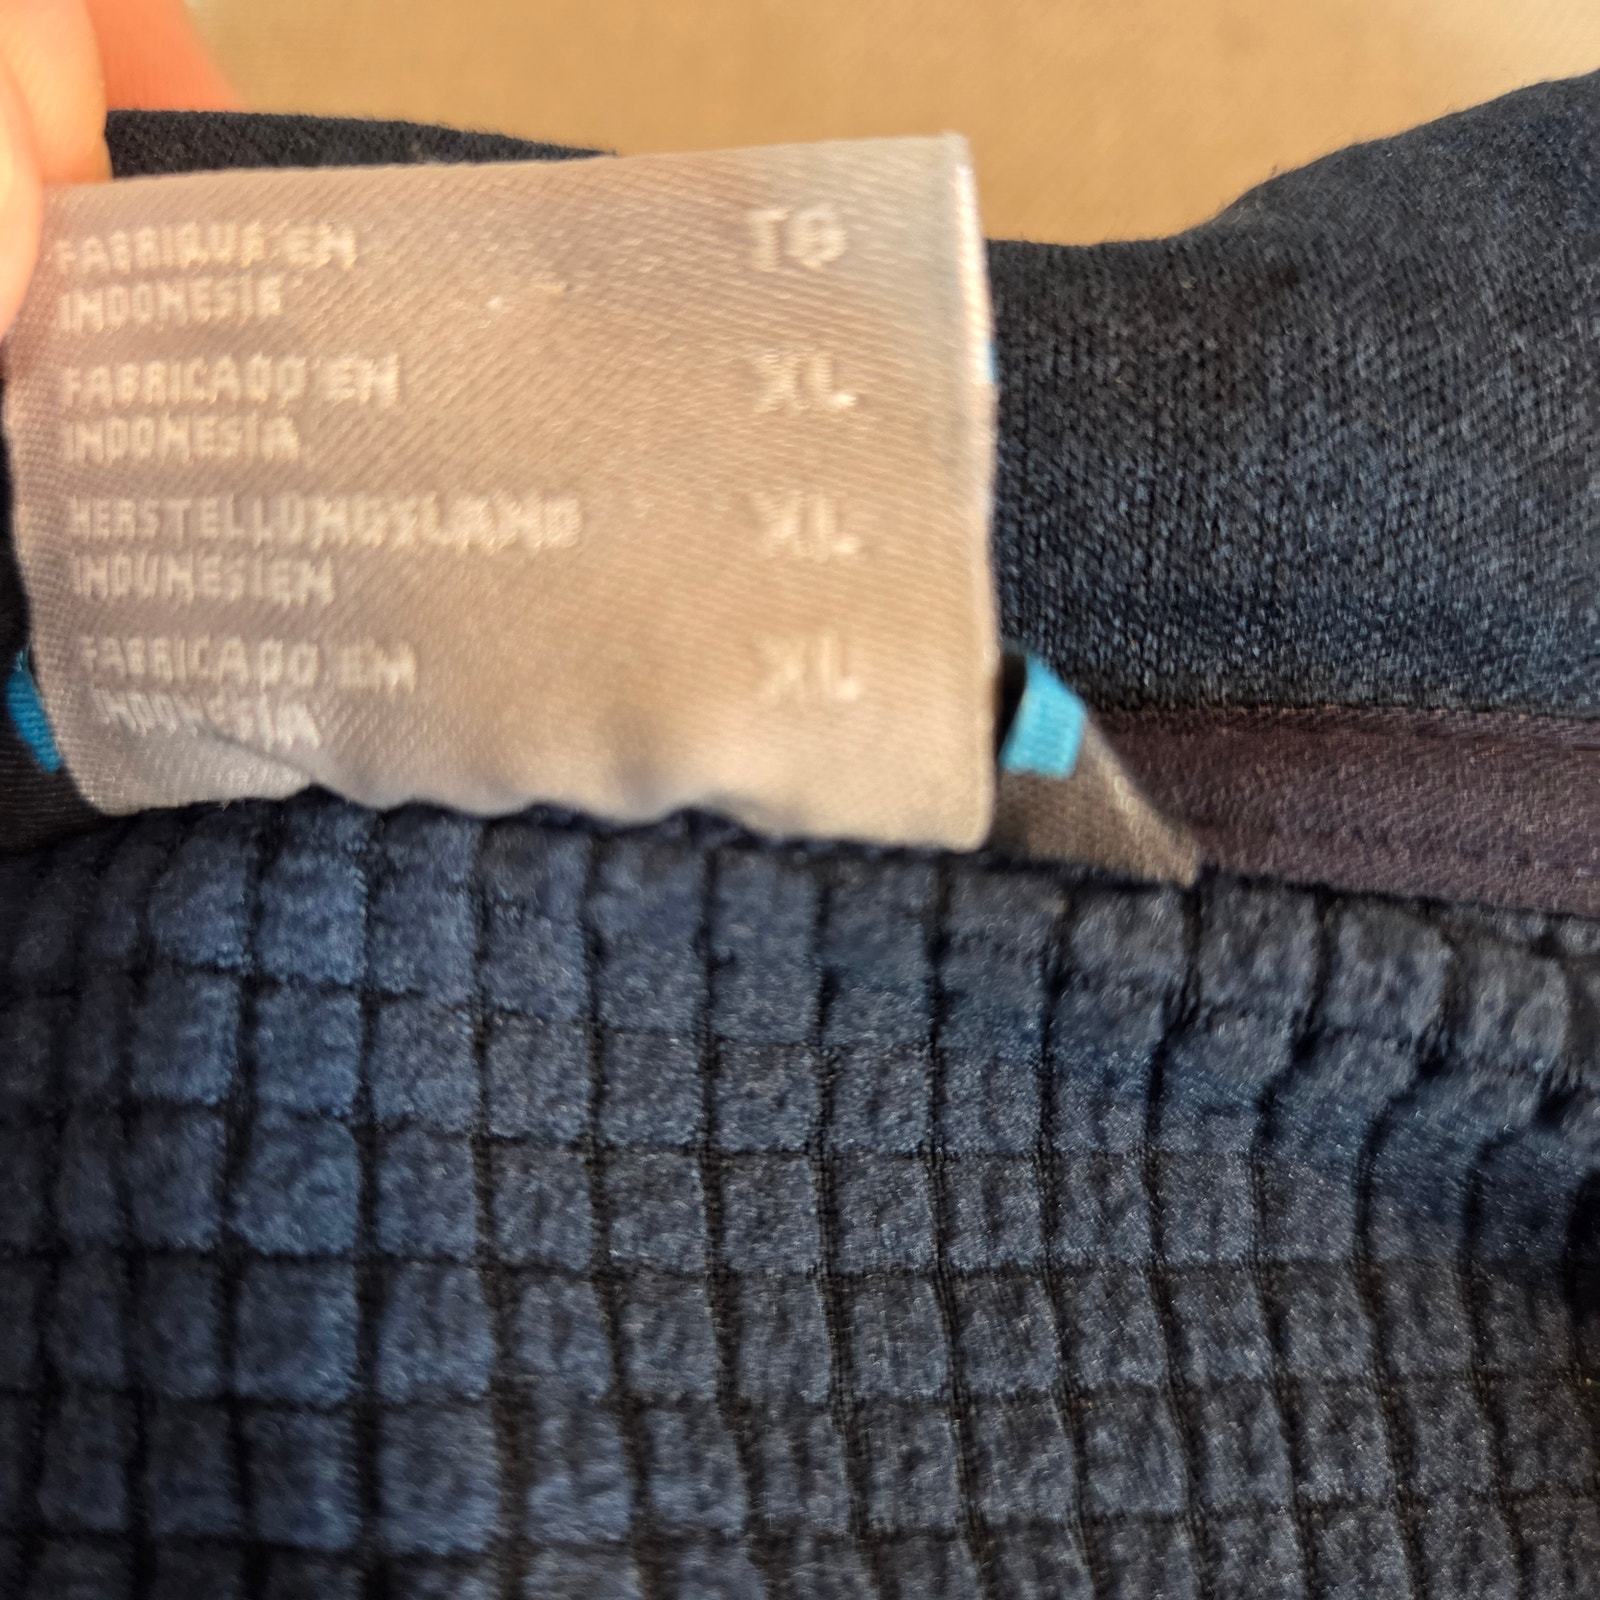 FABRIQUE EN TG
INDONESIE
FABRICADO EN XL
INDONESIA
HERSTELLUNGSLAND XL
INDONESIEN
FABRICADO EM XL
INDONESIA